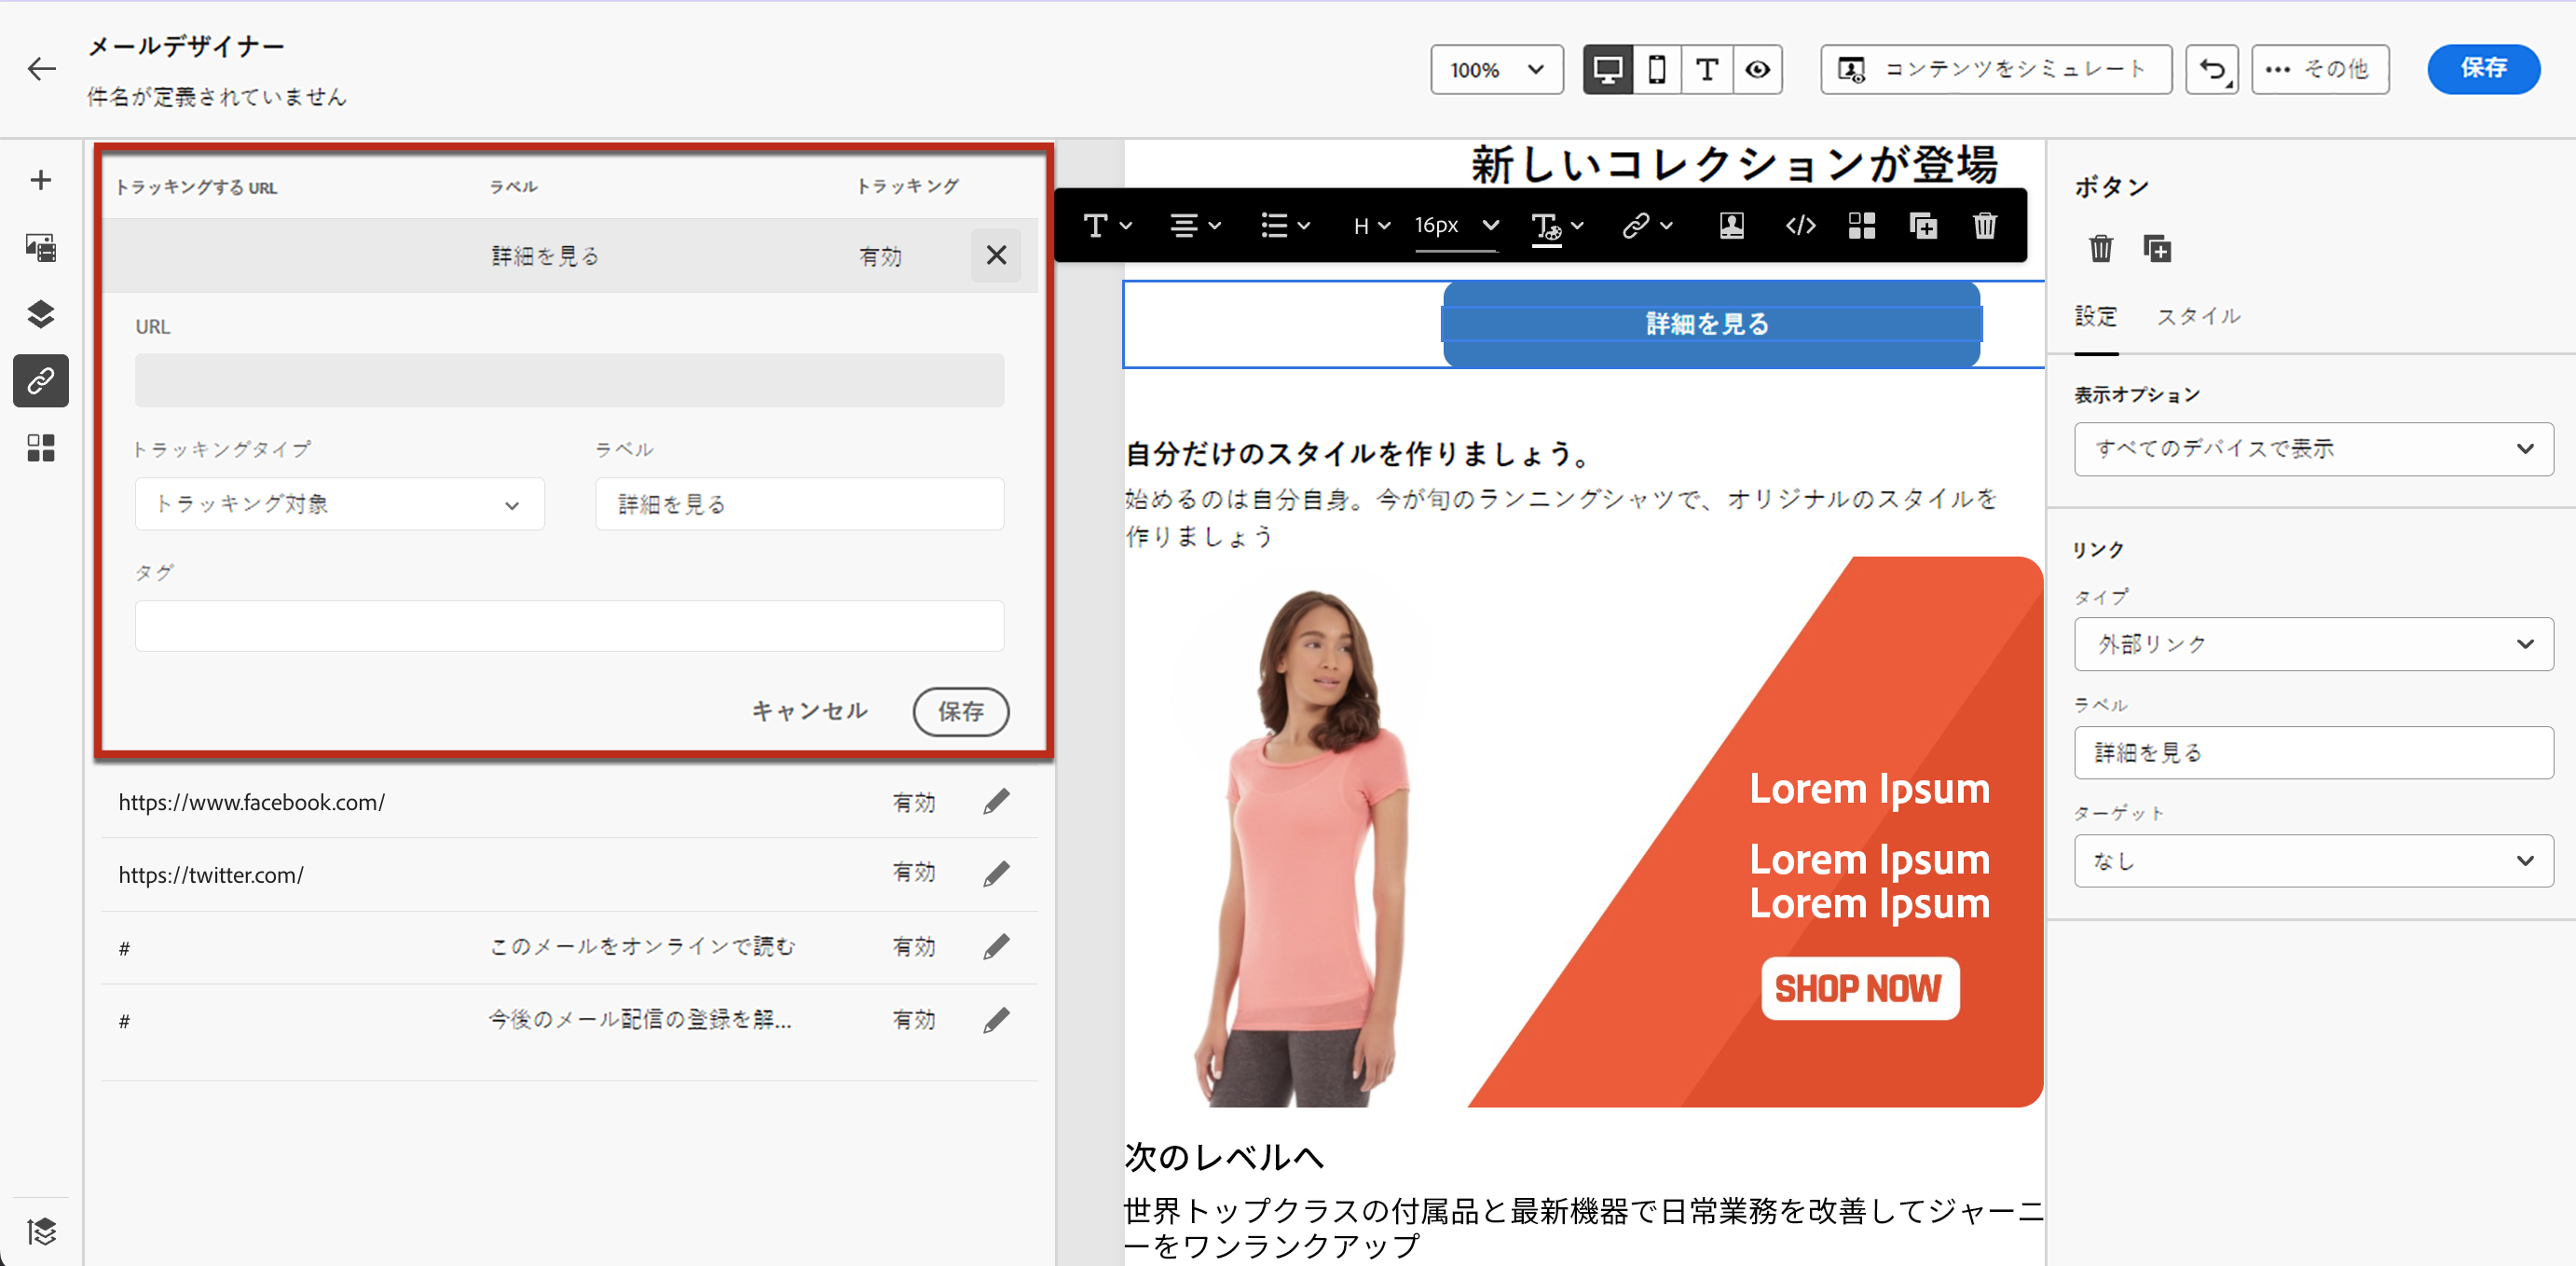 メールデザイナー
件名が定義されていません
100%
コンテンツをシミュレート
その他
保存
トラッキングする URL ラベル トラッキング
詳細を見る 有効
URL
トラッキングタイプ ラベル
トラッキング対象 詳細を見る
タグ
キャンセル 保存
https://www.facebook.com/ 有効
https://twitter.com/ 有効
# このメールをオンラインで読む 有効
# 今後のメール配信の登録を解... 有効
新しいコレクションが登場
H 16px
詳細を見る
自分だけのスタイルを作りましょう。
始めるのは自分自身。今が旬のランニングシャツで、オリジナルのスタイルを
作りましょう
Lorem Ipsum
Lorem Ipsum
Lorem Ipsum
SHOP NOW
次のレベルへ
世界トップクラスの付属品と最新機器で日常業務を改善してジャーニ
ーをワンランクアップ
ボタン
設定 スタイル
表示オプション
すべてのデバイスで表示
リンク
タイプ
外部リンク
ラベル
詳細を見る
ターゲット
なし